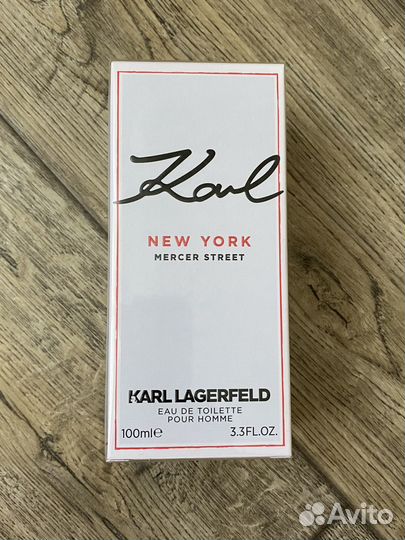 Karl
NEW YORK
MERCER STREET
KARL LAGERFELD
EAU DE TOILETTE
POUR HOMME
100ml℮ 3.3FL.OZ.
Avito